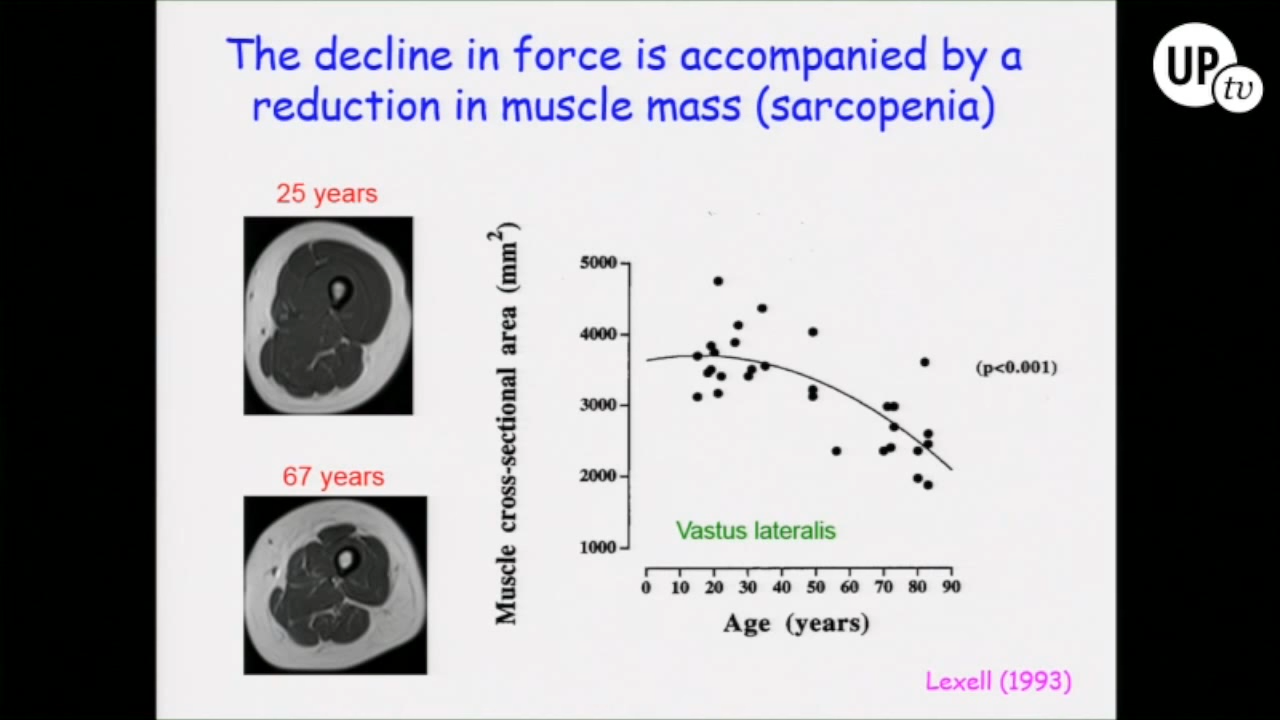 The decline in force is accompanied by a
reduction in muscle mass (sarcopenia)
UP
tv
25 years
67 years
Muscle cross-sectional area (mm²)
5000
4000
3000
2000
1000
(p<0.001)
Vastus lateralis
0 10 20 30 40 50 60 70 80 90
Age (years)
Lexell (1993)